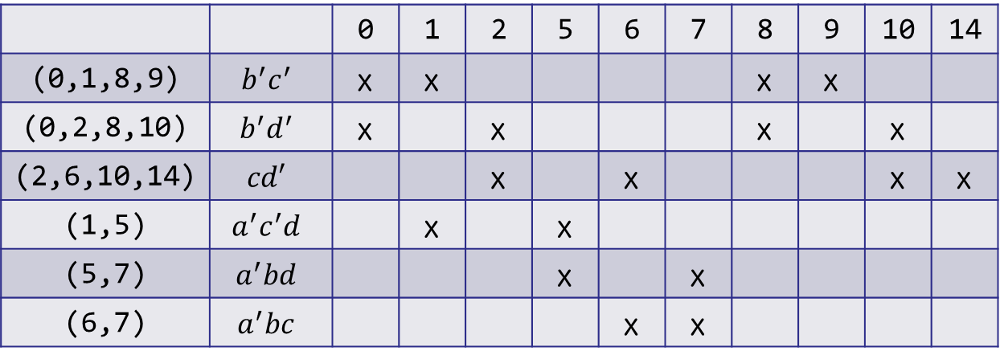 0 1 2 5 6 7 8 9 10 14
(0,1,8,9) b′c′ x x x x
(0,2,8,10) b′d′ x x x x
(2,6,10,14) cd′ x x x x
(1,5) a′c′d x x
(5,7) a′bd x x
(6,7) a′bc x x